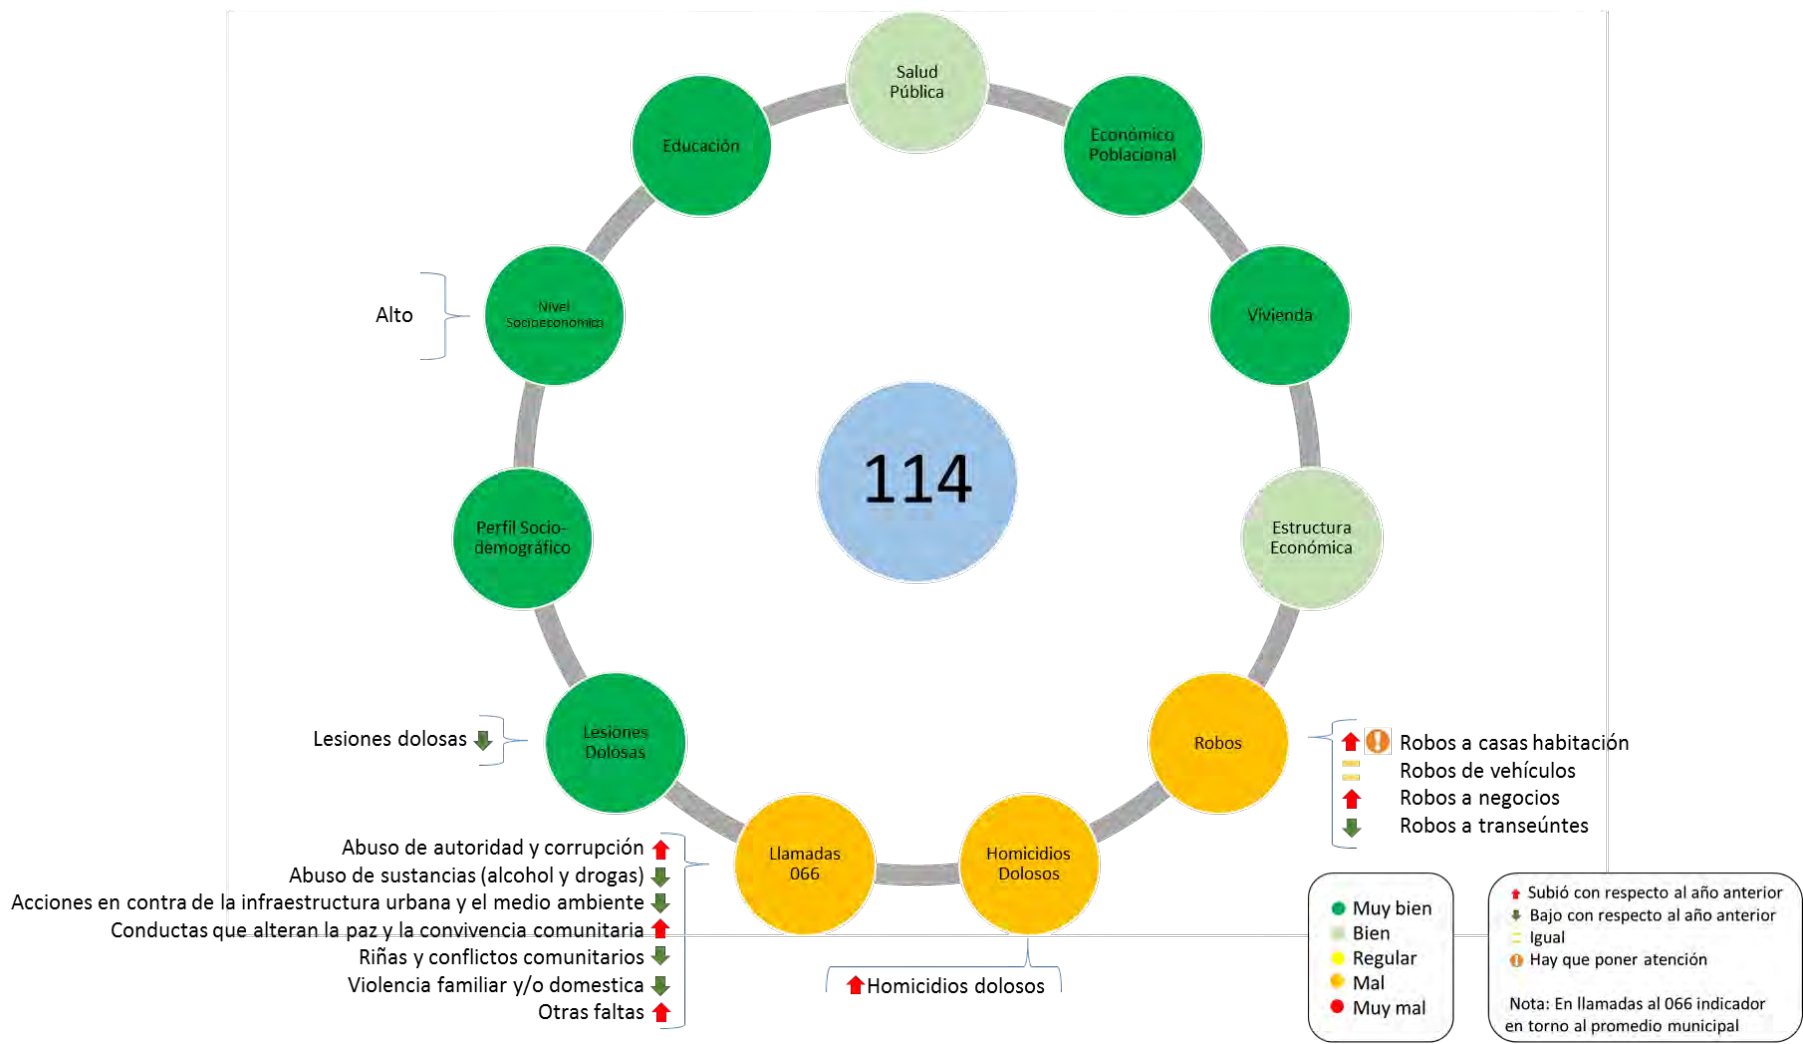 Salud
Pública
Educación
Económico
Poblacional
Nivel
Socioeconómico
Alto
Vivienda
114
Perfil Socio-
demográfico
Estructura
Económica
Lesiones dolosas
Lesiones
Dolosas
Robos
Robos a casas habitación
Robos de vehículos
Robos a negocios
Robos a transeúntes
Llamadas
066
Homicidios
Dolosos
Abuso de autoridad y corrupción
Abuso de sustancias (alcohol y drogas)
Acciones en contra de la infraestructura urbana y el medio ambiente
Conductas que alteran la paz y la convivencia comunitaria
Riñas y conflictos comunitarios
Violencia familiar y/o domestica
Otras faltas
Homicidios dolosos
Muy bien
Bien
Regular
Mal
Muy mal
Subió con respecto al año anterior
Bajo con respecto al año anterior
Igual
Hay que poner atención
Nota: En llamadas al 066 indicador
en torno al promedio municipal